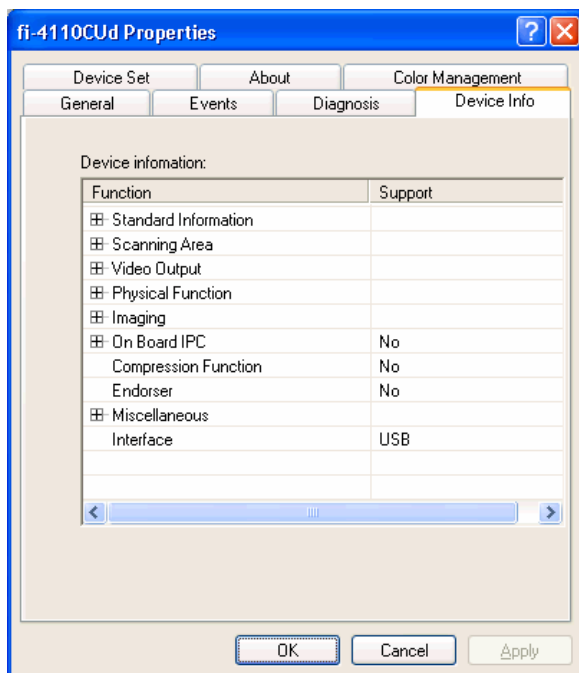 fi-4110CUd Properties
Device Set About Color Management
General Events Diagnosis Device Info
Device infomation:
Function Support
Standard Information
Scanning Area
Video Output
Physical Function
Imaging
On Board IPC No
Compression Function No
Endorser No
Miscellaneous
Interface USB
OK Cancel Apply